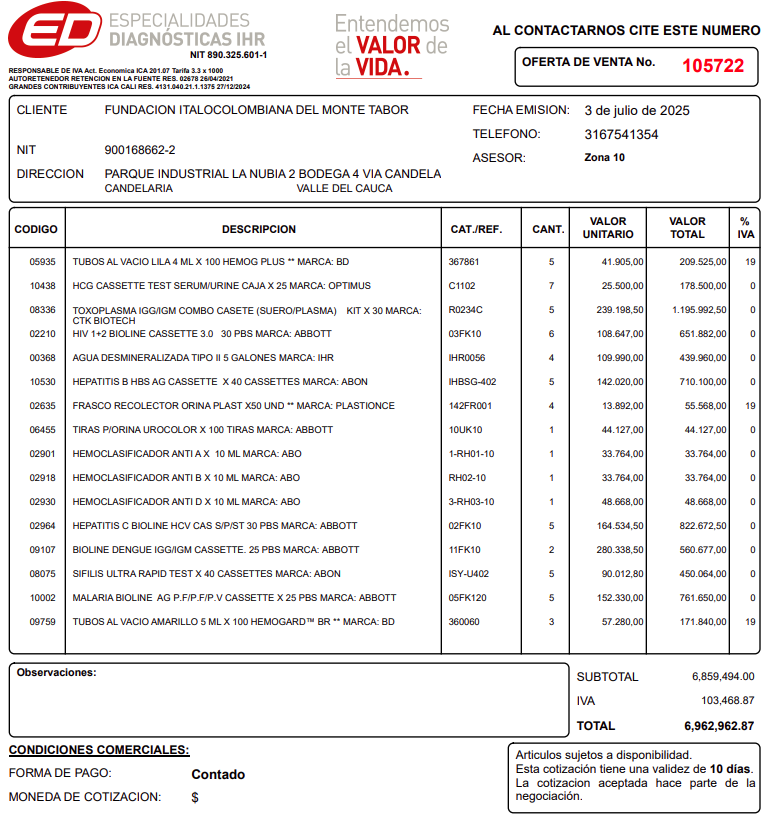 ED ESPECIALIDADES
DIAGNÓSTICAS IHR
NIT 890.325.601-1
RESPONSABLE DE IVA Act. Economica ICA 201.07 Tarifa 3.3 x 1000
AUTORETENEDOR RETENCION EN LA FUENTE RES. 02678 26/04/2021
GRANDES CONTRIBUYENTES ICA CALI RES. 4131.040.21.1.1375 27/12/2024
Entendemos
el VALOR de
la VIDA.
AL CONTACTARNOS CITE ESTE NUMERO
OFERTA DE VENTA No. 105722
CLIENTE FUNDACION ITALOCOLOMBIANA DEL MONTE TABOR FECHA EMISION: 3 de julio de 2025
TELEFONO: 3167541354
NIT 900168662-2 ASESOR: Zona 10
DIRECCION PARQUE INDUSTRIAL LA NUBIA 2 BODEGA 4 VIA CANDELA
CANDELARIA VALLE DEL CAUCA
CODIGO DESCRIPCION CAT./REF. CANT. VALOR UNITARIO VALOR TOTAL % IVA
05935 TUBOS AL VACIO LILA 4 ML X 100 HEMOG PLUS ** MARCA: BD 367861 5 41.905,00 209.525,00 19
10438 HCG CASSETTE TEST SERUM/URINE CAJA X 25 MARCA: OPTIMUS C1102 7 25.500,00 178.500,00 0
08336 TOXOPLASMA IGG/IGM COMBO CASETE (SUERO/PLASMA) KIT X 30 MARCA: R0234C 5 239.198,50 1.195.992,50 0
CTK BIOTECH
02210 HIV 1+2 BIOLINE CASSETTE 3.0 30 PBS MARCA: ABBOTT 03FK10 6 108.647,00 651.882,00 0
00368 AGUA DESMINERALIZADA TIPO II 5 GALONES MARCA: IHR IHR0056 4 109.990,00 439.960,00 0
10530 HEPATITIS B HBS AG CASSETTE X 40 CASSETTES MARCA: ABON IHBSG-402 5 142.020,00 710.100,00 0
02635 FRASCO RECOLECTOR ORINA PLAST X50 UND ** MARCA: PLASTIONCE 142FR001 4 13.892,00 55.568,00 19
06455 TIRAS P/ORINA UROCOLOR X 100 TIRAS MARCA: ABBOTT 10UK10 1 44.127,00 44.127,00 0
02901 HEMOCLASIFICADOR ANTI A X 10 ML MARCA: ABO 1-RH01-10 1 33.764,00 33.764,00 0
02918 HEMOCLASIFICADOR ANTI B X 10 ML MARCA: ABO RH02-10 1 33.764,00 33.764,00 0
02930 HEMOCLASIFICADOR ANTI D X 10 ML MARCA: ABO 3-RH03-10 1 48.668,00 48.668,00 0
02964 HEPATITIS C BIOLINE HCV CAS S/P/ST 30 PBS MARCA: ABBOTT 02FK10 5 164.534,50 822.672,50 0
09107 BIOLINE DENGUE IGG/IGM CASSETTE. 25 PBS MARCA: ABBOTT 11FK10 2 280.338,50 560.677,00 0
08075 SIFILIS ULTRA RAPID TEST X 40 CASSETTES MARCA: ABON ISY-U402 5 90.012,80 450.064,00 0
10002 MALARIA BIOLINE AG P.F/P.F/P.V CASSETTE X 25 PBS MARCA: ABBOTT 05FK120 5 152.330,00 761.650,00 0
09759 TUBOS AL VACIO AMARILLO 5 ML X 100 HEMOGARD™ BR ** MARCA: BD 360060 3 57.280,00 171.840,00 19
Observaciones:
SUBTOTAL 6,859,494.00
IVA 103,468.87
TOTAL 6,962,962.87
CONDICIONES COMERCIALES:
FORMA DE PAGO: Contado
MONEDA DE COTIZACION: $
Articulos sujetos a disponibilidad.
Esta cotización tiene una validez de 10 días.
La cotizacion aceptada hace parte de la
negociación.